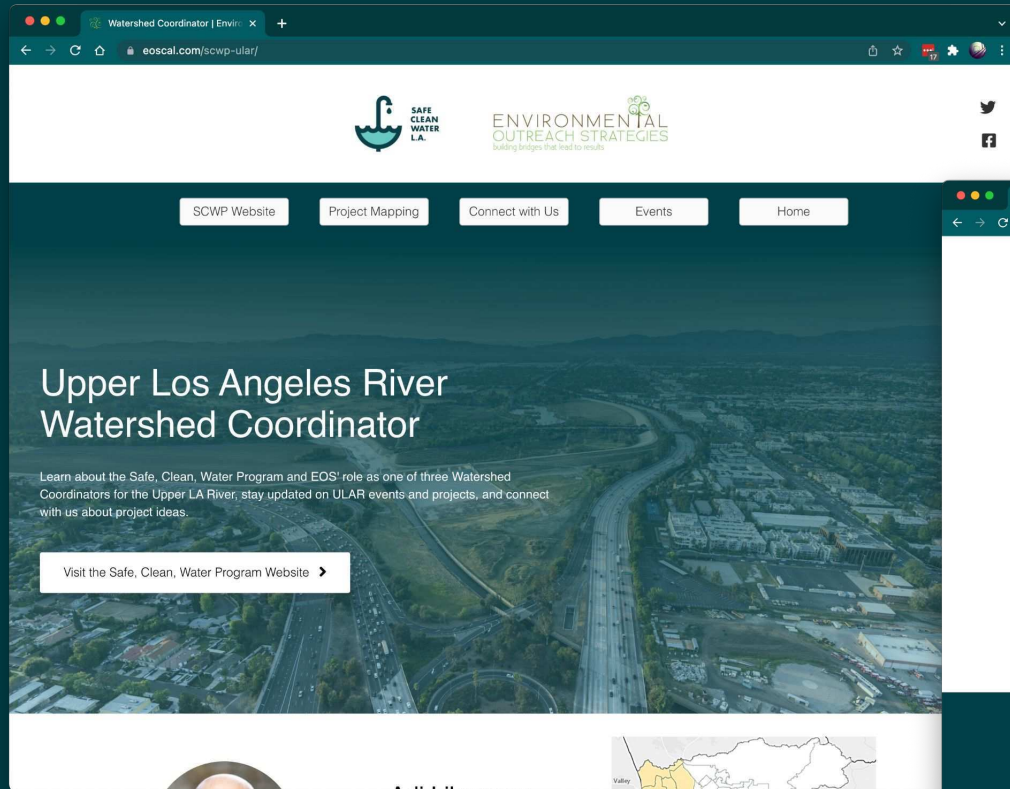 Watershed Coordinator | Enviro
eoscal.com/scwp-ular/
17
SAFE
CLEAN
WATER
L.A.
ENVIRONMENTAL
OUTREACH STRATEGIES
building bridges that lead to results
SCWP Website
Project Mapping
Connect with Us
Events
Home
Upper Los Angeles River
Watershed Coordinator
Learn about the Safe, Clean, Water Program and EOS' role as one of three Watershed
Coordinators for the Upper LA River, stay updated on ULAR events and projects, and connect
with us about project ideas.
Visit the Safe, Clean, Water Program Website
Valley